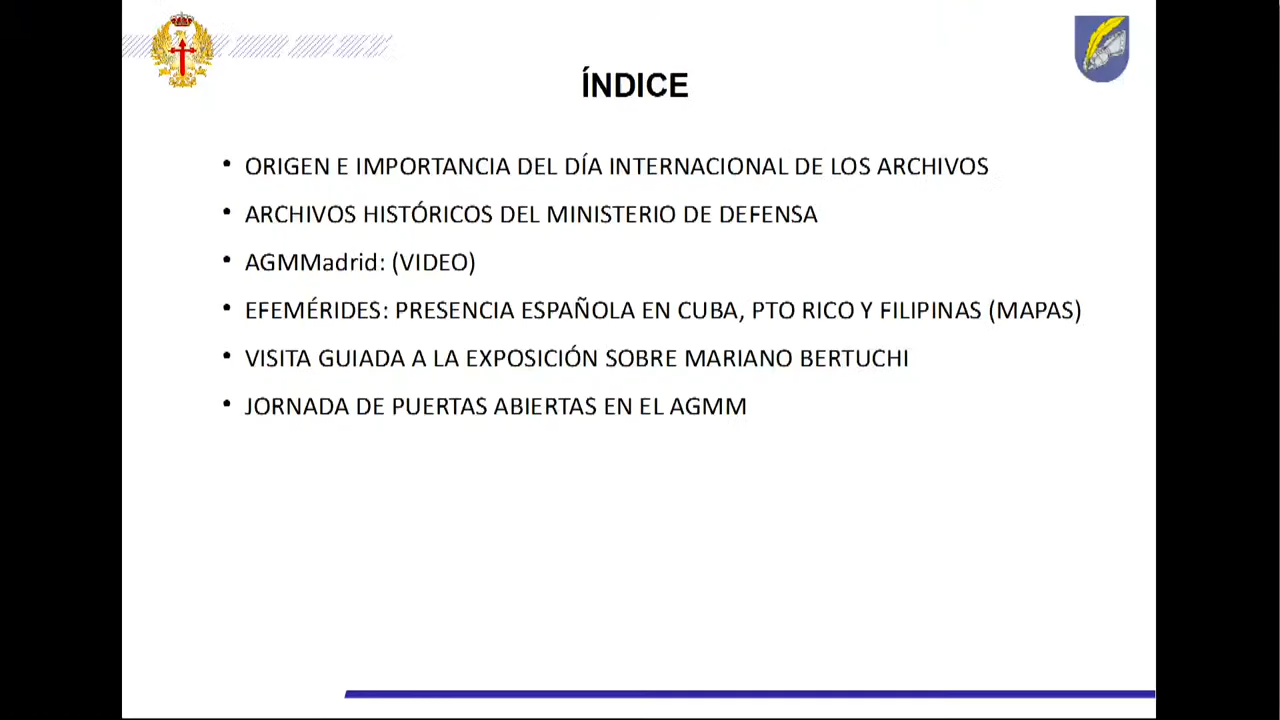 ÍNDICE
• ORIGEN E IMPORTANCIA DEL DÍA INTERNACIONAL DE LOS ARCHIVOS
• ARCHIVOS HISTÓRICOS DEL MINISTERIO DE DEFENSA
• AGMMadrid: (VIDEO)
• EFEMÉRIDES: PRESENCIA ESPAÑOLA EN CUBA, PTO RICO Y FILIPINAS (MAPAS)
• VISITA GUIADA A LA EXPOSICIÓN SOBRE MARIANO BERTUCHI
• JORNADA DE PUERTAS ABIERTAS EN EL AGMM